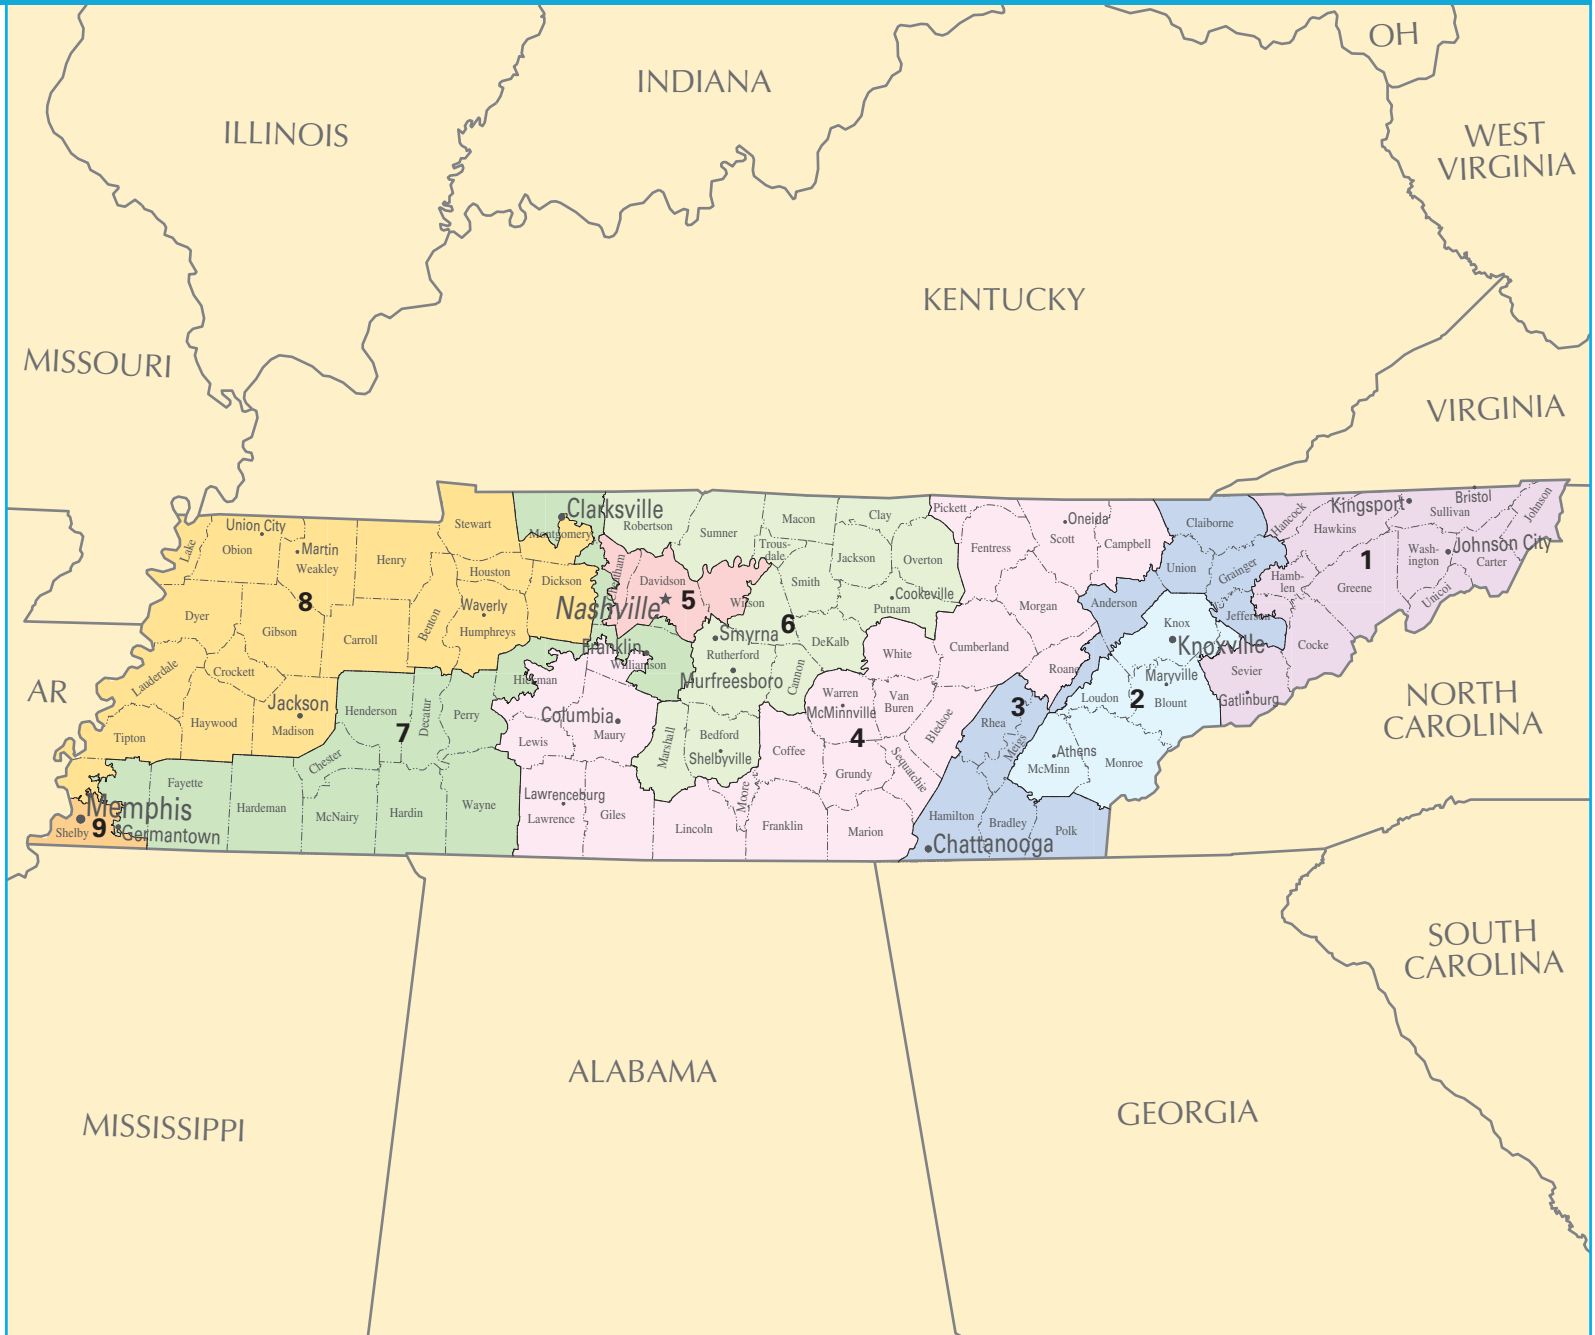 OH
INDIANA
ILLINOIS
WEST
VIRGINIA
KENTUCKY
MISSOURI
VIRGINIA
AR
NORTH
CAROLINA
SOUTH
CAROLINA
ALABAMA
GEORGIA
MISSISSIPPI
Lake
Union City
Obion
Martin
Weakley
Henry
Stewart
Houston
Montgomery
Clarksville
Dickson
Dyer
Gibson
8
Carroll
Benton
Waverly
Humphreys
Lauderdale
Crockett
Haywood
Jackson
Madison
Tipton
Shelby
9
Memphis
Germantown
Fayette
Hardeman
Chester
McNairy
Henderson
7
Decatur
Perry
Hardin
Wayne
Hickman
Franklin
Williamson
Nashville
Davidson
5
Wilson
Robertson
Sumner
Macon
Trous-
dale
Clay
Jackson
Overton
Smith
Cookeville
Putnam
6
DeKalb
Smyrna
Rutherford
Murfreesboro
Cannon
Columbia
Maury
Lewis
Marshall
Bedford
Shelbyville
Lawrenceburg
Lawrence
Giles
Lincoln
Moore
Franklin
Coffee
Warren
McMinnville
4
Grundy
Marion
Van
Buren
White
Sequatchie
Bledsoe
Cumberland
Pickett
Fentress
Oneida
Scott
Campbell
Morgan
Roane
Anderson
Claiborne
Union
Grainger
Jefferson
Rhea
3
Meigs
Hamilton
Bradley
Polk
Chattanooga
Knox
Knoxville
Maryville
Loudon
2
Blount
Athens
McMinn
Monroe
Hancock
Hawkins
Kingsport
Bristol
Sullivan
Johnson
Johnson City
Wash-
ington
Carter
Unicoi
1
Greene
Hamb-
len
Cocke
Sevier
Gatlinburg